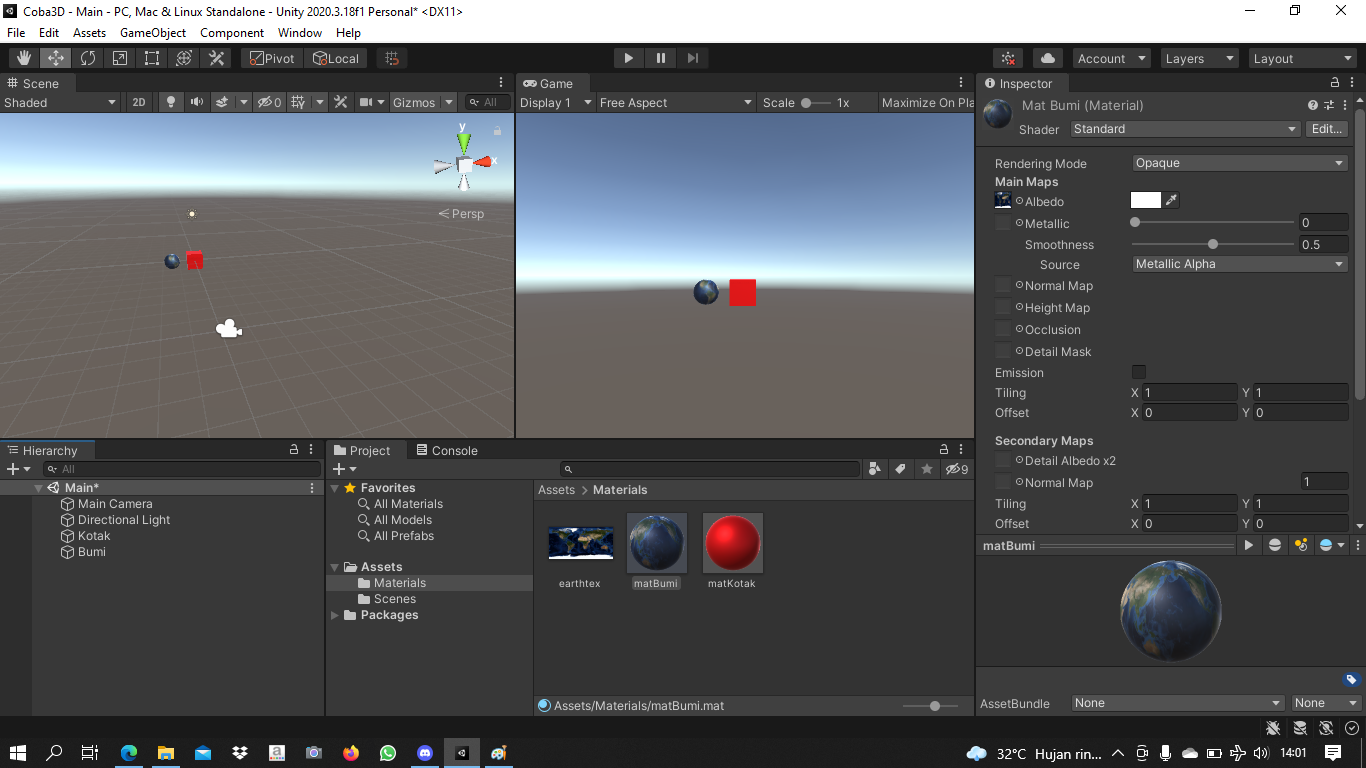 Coba3D - Main - PC, Mac & Linux Standalone - Unity 2020.3.18f1 Personal* <DX11>
File Edit Assets GameObject Component Window Help
Pivot Local Account Layers Layout
Scene
Shaded 2D 0 Gizmos All
y
x
Persp
Game
Display 1 Free Aspect Scale 1x Maximize On Pla
Inspector
Mat Bumi (Material)
Shader Standard Edit...
Rendering Mode Opaque
Main Maps
Albedo
Metallic 0
Smoothness 0.5
Source Metallic Alpha
Normal Map
Height Map
Occlusion
Detail Mask
Emission
Tiling X 1 Y 1
Offset X 0 Y 0
Secondary Maps
Detail Albedo x2
Normal Map 1
Tiling X 1 Y 1
Offset X 0 Y 0
matBumi
AssetBundle None None
Hierarchy
All
Main*
Main Camera
Directional Light
Kotak
Bumi
Project Console
9
Favorites
All Materials
All Models
All Prefabs
Assets
Materials
Scenes
Packages
Assets > Materials
earthtex matBumi matKotak
Assets/Materials/matBumi.mat
a
32°C Hujan rin... 14:01